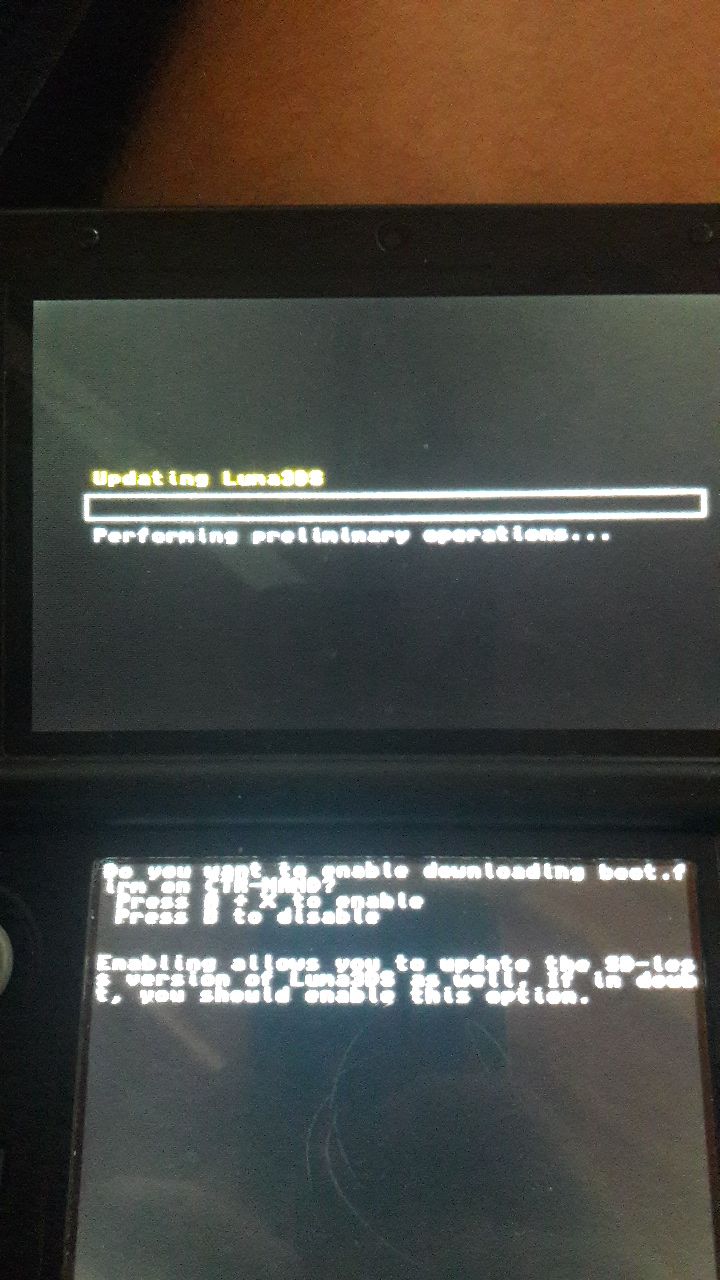 Updating Luma3DS
Performing preliminary operations...
Do you want to enable downloading boot.f
irm on CTR-NAND?
Press A + X to enable
Press B to disable
Enabling allows you to update the SD-les
s version of Luma3DS as well, if in doub
t, you should enable this option.